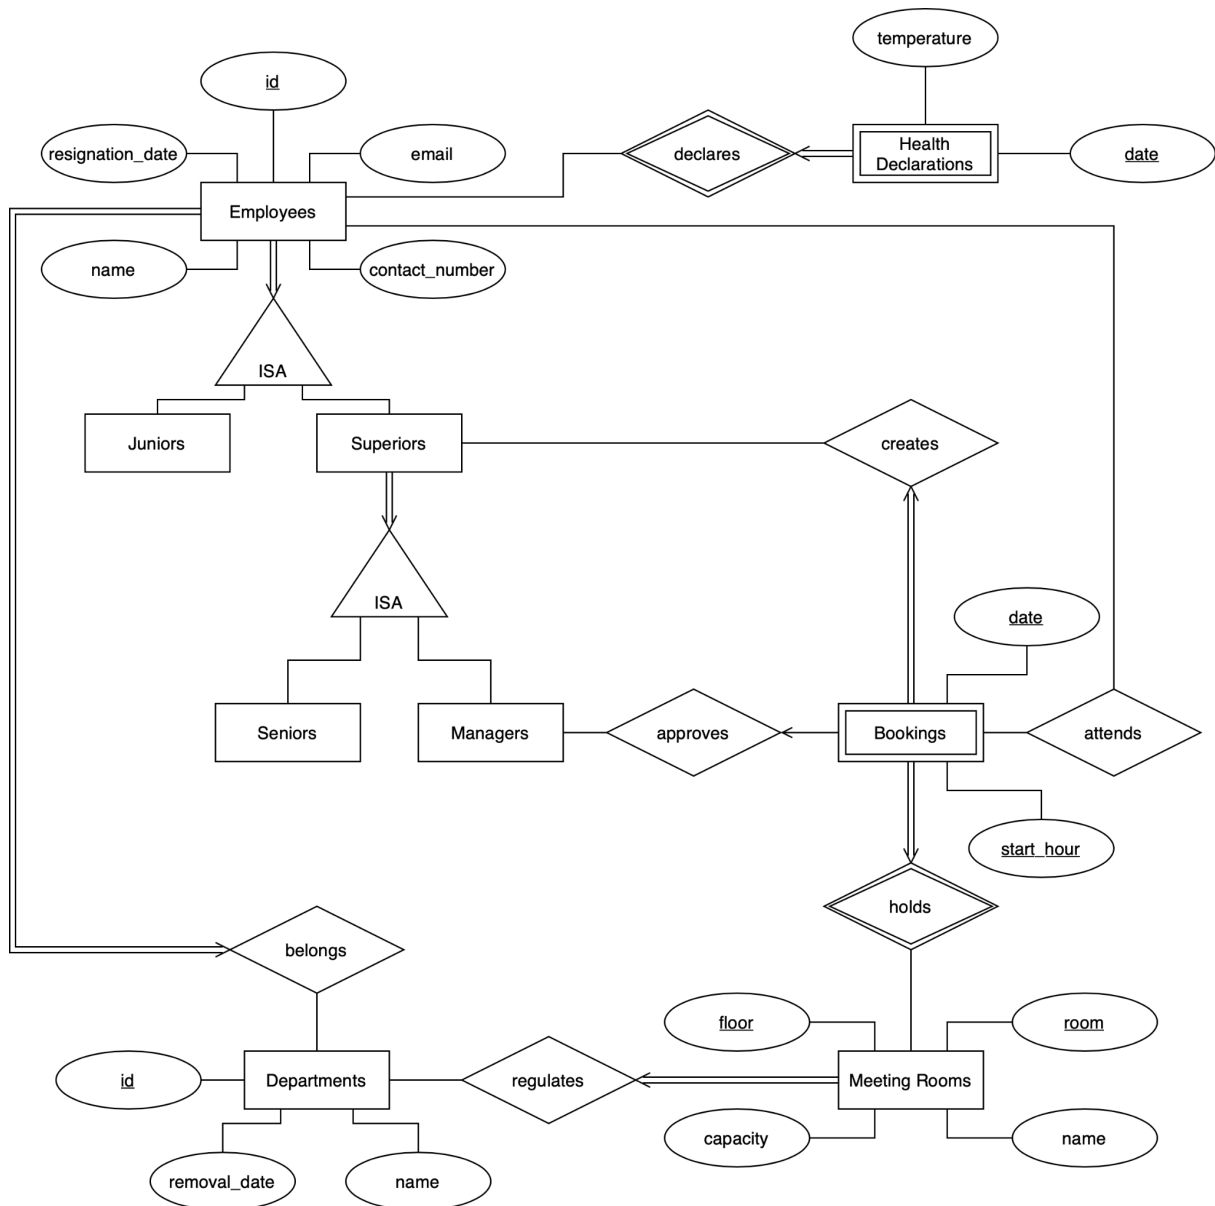 temperature
id
resignation_date
email
declares
Health
Declarations
date
Employees
name
contact_number
ISA
Juniors
Superiors
creates
ISA
date
Seniors
Managers
approves
Bookings
attends
start_hour
holds
belongs
floor
room
id
Departments
regulates
Meeting Rooms
capacity
name
removal_date
name